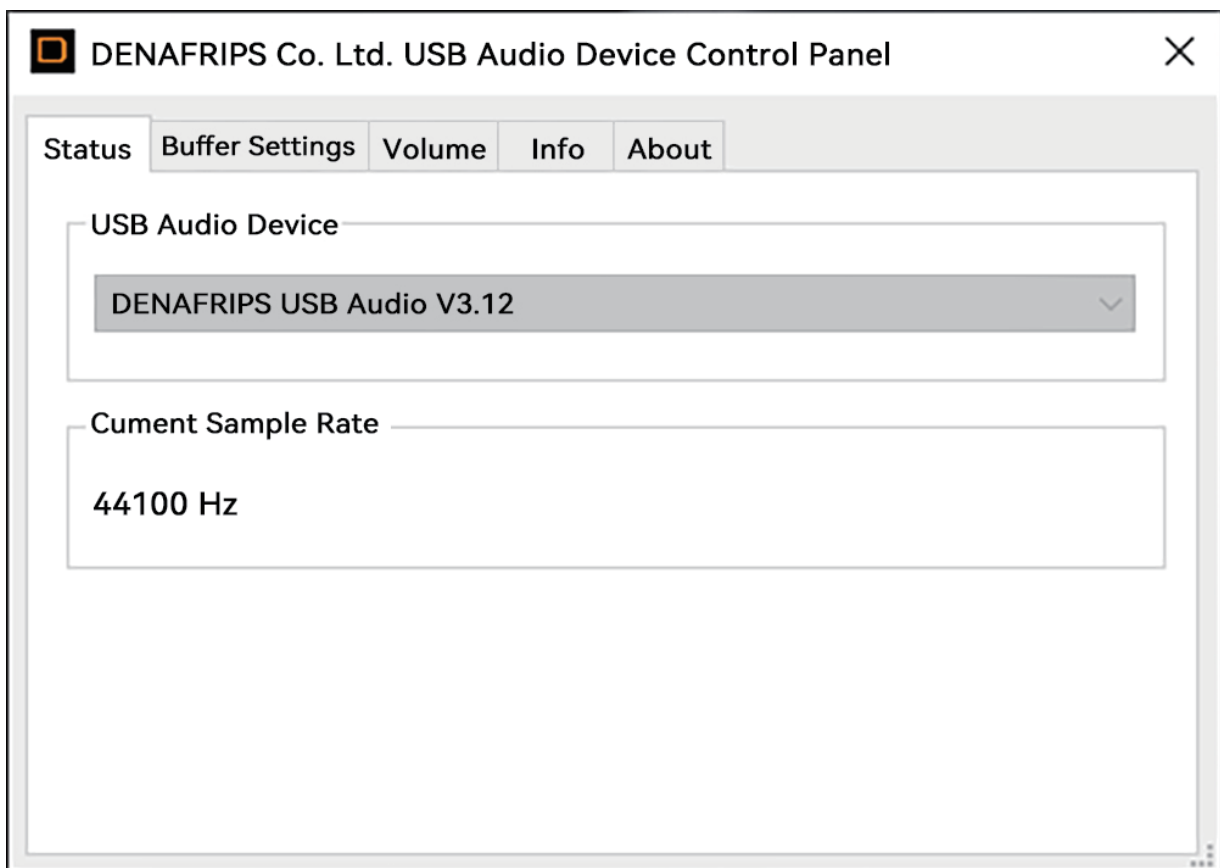 DENAFRIPS Co. Ltd. USB Audio Device Control Panel
Status Buffer Settings Volume Info About
USB Audio Device
DENAFRIPS USB Audio V3.12
Cument Sample Rate
44100 Hz